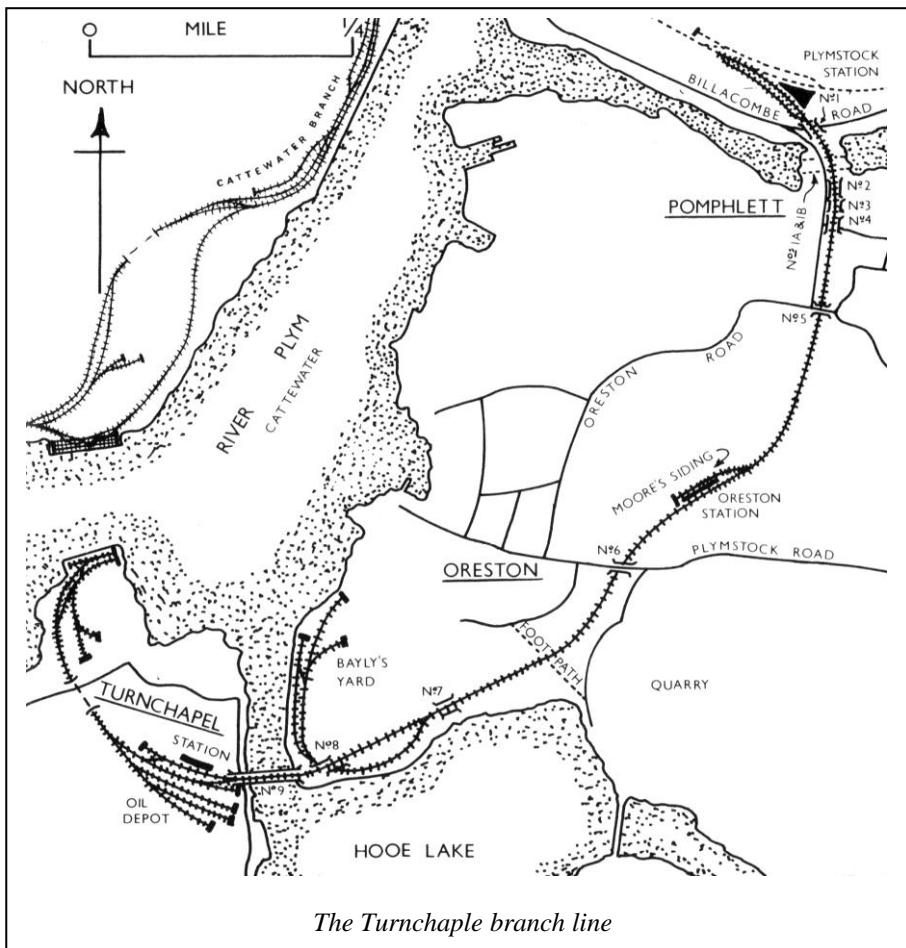 O MILE 1/4
NORTH
CATTEWATER BRANCH
PLYMSTOCK
STATION
BILLACOMBE
ROAD
Nº1
Nº2
Nº3
Nº4
POMPHLETT
NºS 1A & 1B
Nº5
RIVER PLYM
CATTEWATER
ORESTON ROAD
MOORE'S SIDING
ORESTON
STATION
Nº6
PLYMSTOCK ROAD
ORESTON
FOOTPATH
BAYLY'S
YARD
Nº7
QUARRY
TURNCHAPEL
STATION
Nº8
Nº9
OIL
DEPOT
HOOE LAKE
The Turnchaple branch line